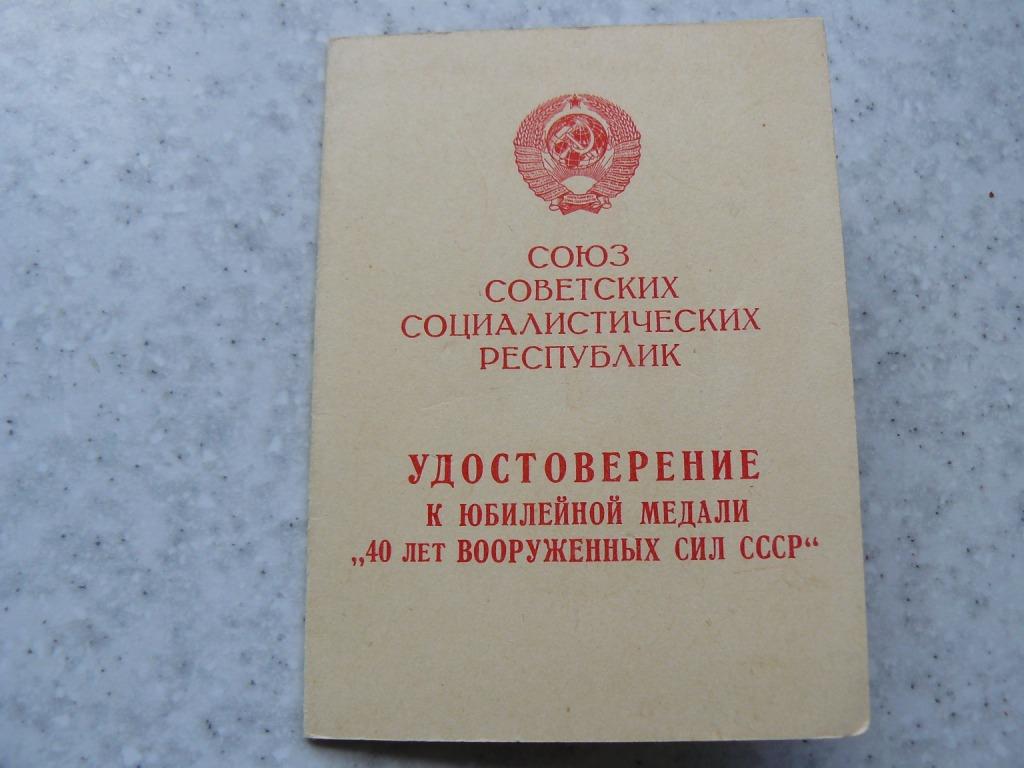 СОЮЗ
СОВЕТСКИХ
СОЦИАЛИСТИЧЕСКИХ
РЕСПУБЛИК
УДОСТОВЕРЕНИЕ
К ЮБИЛЕЙНОЙ МЕДАЛИ
„40 ЛЕТ ВООРУЖЕННЫХ СИЛ СССР“